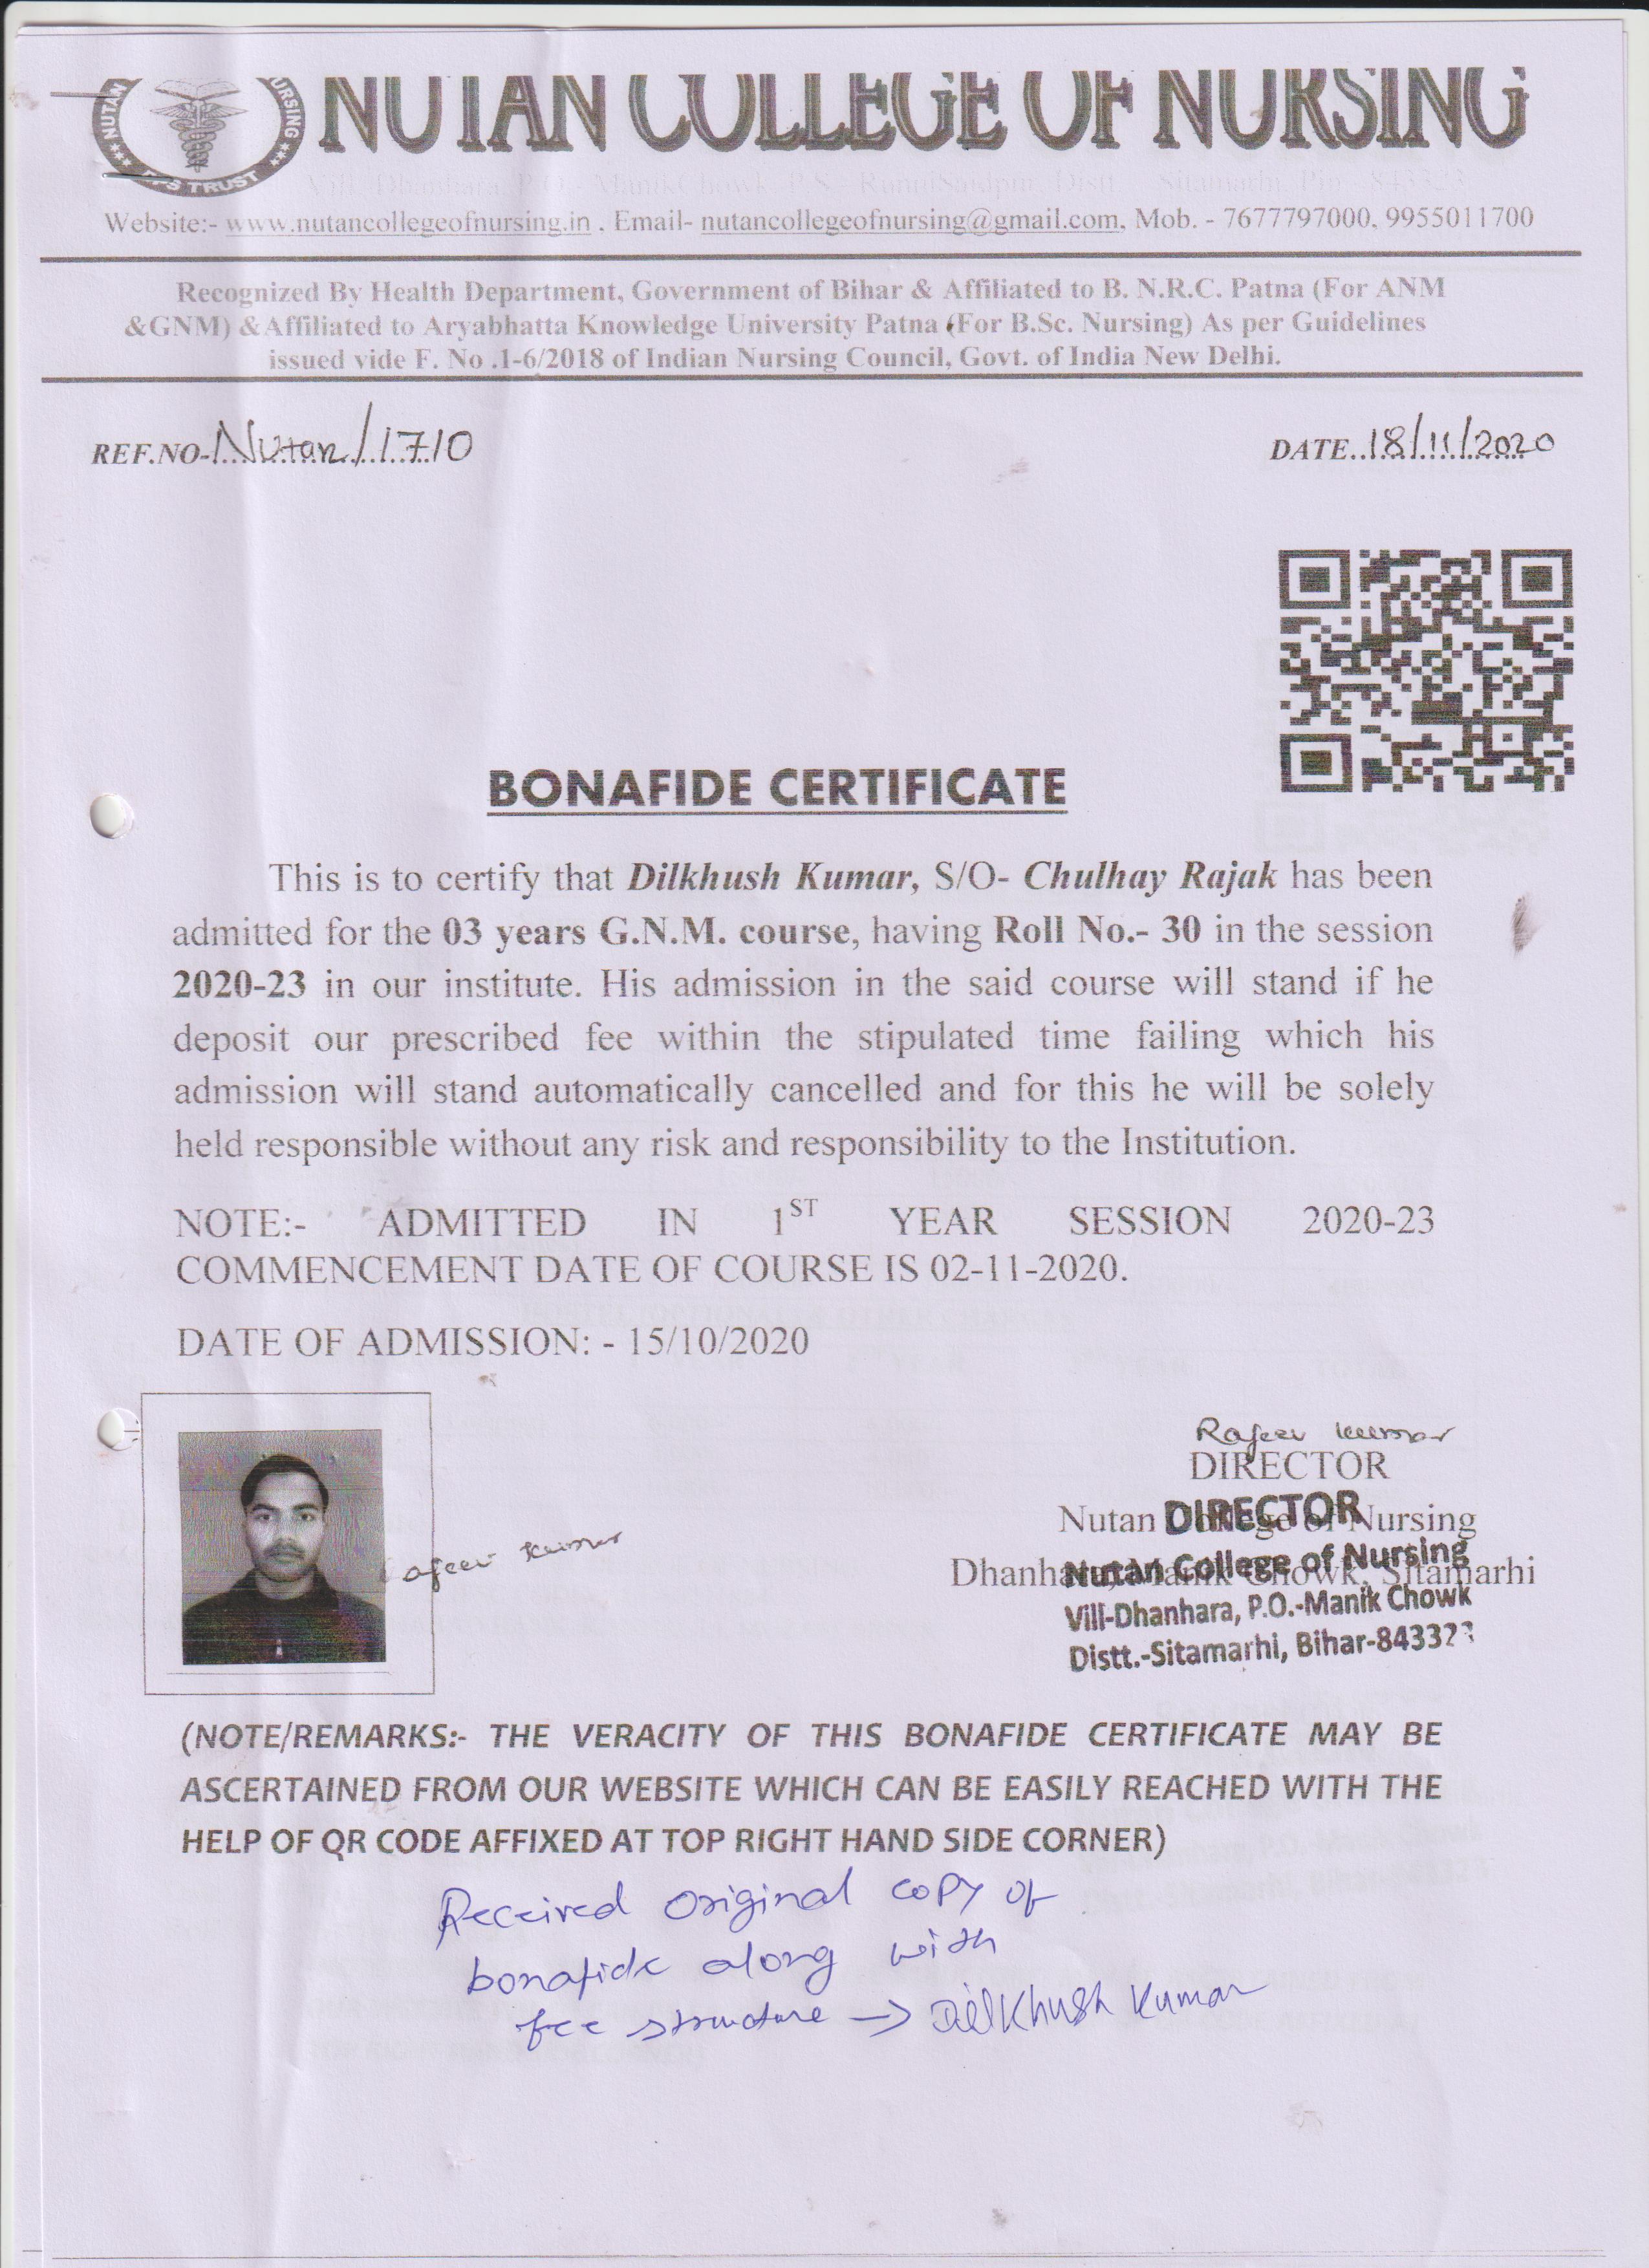 NUTAN COLLEGE OF NURSING
NUTAN URSING
TRUST
Vill.-Dhanhara, P.O.- ManikChowk, P.S.- RunniSaidpur, Distt. - Sitamarhi, Pin - 843323
Website:- www.nutancollegeofnursing.in , Email- nutancollegeofnursing@gmail.com, Mob. - 7677797000, 9955011700
Recognized By Health Department, Government of Bihar & Affiliated to B. N.R.C. Patna (For ANM
&GNM) &Affiliated to Aryabhatta Knowledge University Patna (For B.Sc. Nursing) As per Guidelines
issued vide F. No .1-6/2018 of Indian Nursing Council, Govt. of India New Delhi.
REF.NO- Nutan/1710 DATE..18/11/2020
BONAFIDE CERTIFICATE
This is to certify that Dilkhush Kumar, S/O- Chulhay Rajak has been
admitted for the 03 years G.N.M. course, having Roll No.- 30 in the session
2020-23 in our institute. His admission in the said course will stand if he
deposit our prescribed fee within the stipulated time failing which his
admission will stand automatically cancelled and for this he will be solely
held responsible without any risk and responsibility to the Institution.
NOTE:- ADMITTED IN 1ST YEAR SESSION 2020-23
COMMENCEMENT DATE OF COURSE IS 02-11-2020.
DATE OF ADMISSION: - 15/10/2020
Rajeev Kumar
DIRECTOR
Nutan College of Nursing
Dhanhara, Manik Chowk, Sitamarhi
DIRECTOR
Nutan College of Nursing
Vill-Dhanhara, P.O.-Manik Chowk
Distt.-Sitamarhi, Bihar-843323
Rajeev Kumar
(NOTE/REMARKS:- THE VERACITY OF THIS BONAFIDE CERTIFICATE MAY BE
ASCERTAINED FROM OUR WEBSITE WHICH CAN BE EASILY REACHED WITH THE
HELP OF QR CODE AFFIXED AT TOP RIGHT HAND SIDE CORNER)
Received Original copy of
bonafide along with
fee structure → Dilkhush Kumar